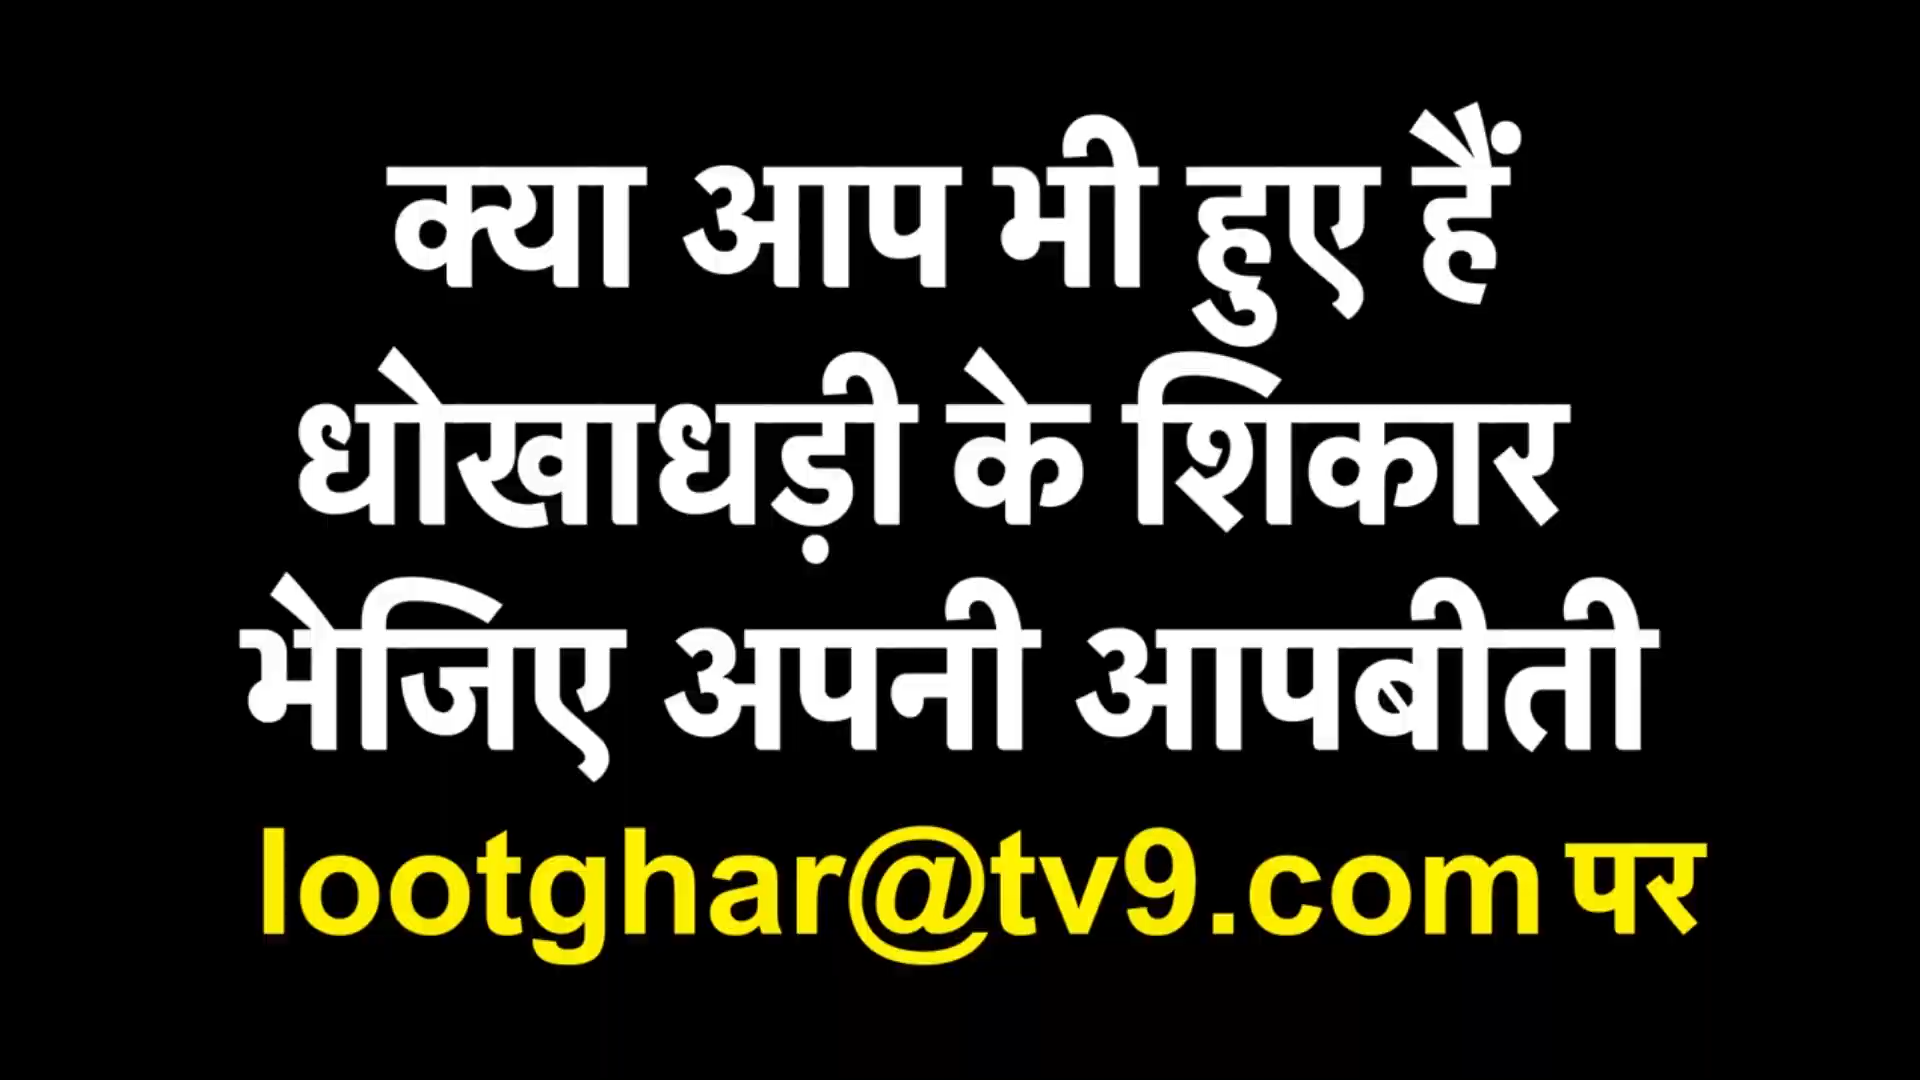 क्या आप भी हुए हैं
धोखाधड़ी के शिकार
भेजिए अपनी आपबीती
lootghar@tv9.com पर